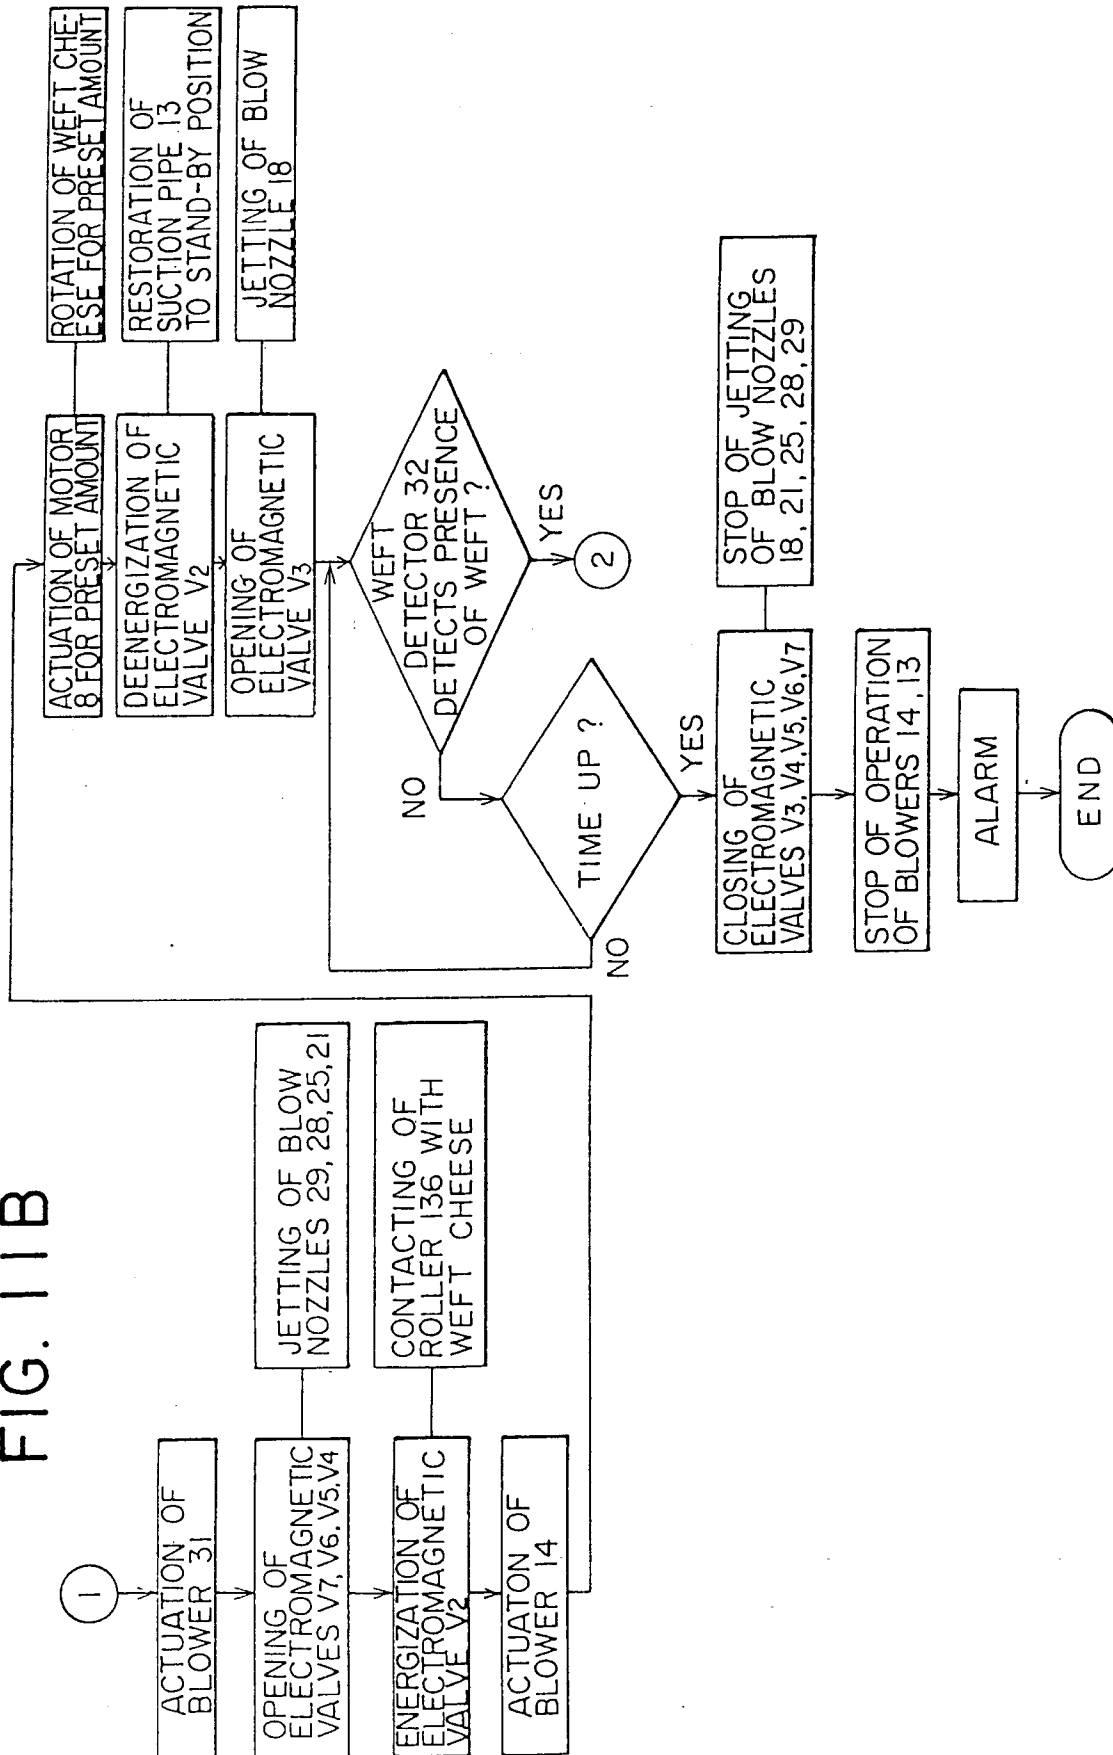 FIG. 11B
1
ACTUATION OF
BLOWER 31
OPENING OF
ELECTROMAGNETIC
VALVES V7, V6, V5, V4
JETTING OF BLOW
NOZZLES 29, 28, 25, 21
ENERGIZATION OF
ELECTROMAGNETIC
VALVE V2
CONTACTING OF
ROLLER 136 WITH
WEFT CHEESE
ACTUATON OF
BLOWER 14
ACTUATION OF MOTOR
8 FOR PRESET AMOUNT
ROTATION OF WEFT CHE-
ESE FOR PRESET AMOUNT
DEENERGIZATION OF
ELECTROMAGNETIC
VALVE V2
RESTORATION OF
SUCTION PIPE 13
TO STAND-BY POSITION
OPENING OF
ELECTROMAGNETIC
VALVE V3
JETTING OF BLOW
NOZZLE 18
WEFT
DETECTOR 32
DETECTS PRESENCE
OF WEFT ?
YES
2
NO
TIME UP ?
NO
YES
CLOSING OF
ELECTROMAGNETIC
VALVES V3, V4, V5, V6, V7
STOP OF JETTING
OF BLOW NOZZLES
18, 21, 25, 28, 29
STOP OF OPERATION
OF BLOWERS 14, 13
ALARM
END